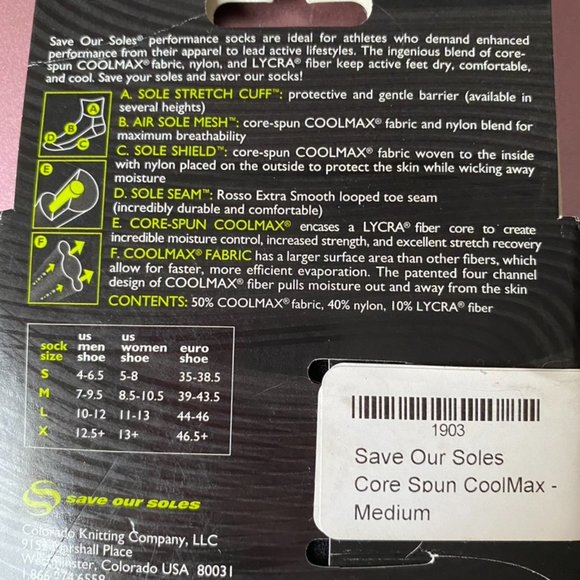 Save Our Soles® performance socks are ideal for athletes who demand enhanced
performance from their apparel to lead active lifestyles. The ingenious blend of core-
spun COOLMAX® fabric, nylon, and LYCRA® fiber keep active feet dry, comfortable,
and cool. Save your soles and savor our socks!
A. SOLE STRETCH CUFF™: protective and gentle barrier (available in
several heights)
B. AIR SOLE MESH™: core-spun COOLMAX® fabric and nylon blend for
maximum breathability
C. SOLE SHIELD™: core-spun COOLMAX® fabric woven to the inside
with nylon placed on the outside to protect the skin while wicking away
moisture
D. SOLE SEAM™: Rosso Extra Smooth looped toe seam
(incredibly durable and comfortable)
E. CORE-SPUN COOLMAX® encases a LYCRA® fiber core to create
incredible moisture control, increased strength, and excellent stretch recovery
F. COOLMAX® FABRIC has a larger surface area than other fibers, which
allow for faster, more efficient evaporation. The patented four channel
design of COOLMAX® fiber pulls moisture out and away from the skin
CONTENTS: 50% COOLMAX® fabric, 40% nylon, 10% LYCRA® fiber
A
B
D
C
E
F
sock size us men shoe us women shoe euro shoe
S 4-6.5 5-8 35-38.5
M 7-9.5 8.5-10.5 39-43.5
L 10-12 11-13 44-46
X 12.5+ 13+ 46.5+
save our soles
Colorado Knitting Company, LLC
Marshall Place
Westminster, Colorado USA 80031
1.866.274.6558
1903
Save Our Soles
Core Spun CoolMax -
Medium